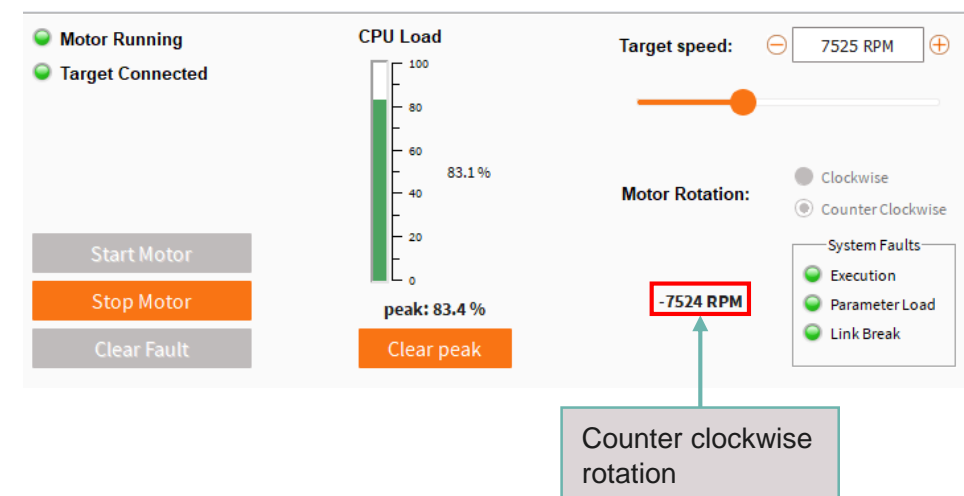 Motor Running
Target Connected
Start Motor
Stop Motor
Clear Fault
CPU Load
100
80
60
40
20
0
83.1 %
peak: 83.4 %
Clear peak
Target speed:
7525 RPM
Motor Rotation:
Clockwise
Counter Clockwise
-7524 RPM
System Faults
Execution
Parameter Load
Link Break
Counter clockwise
rotation